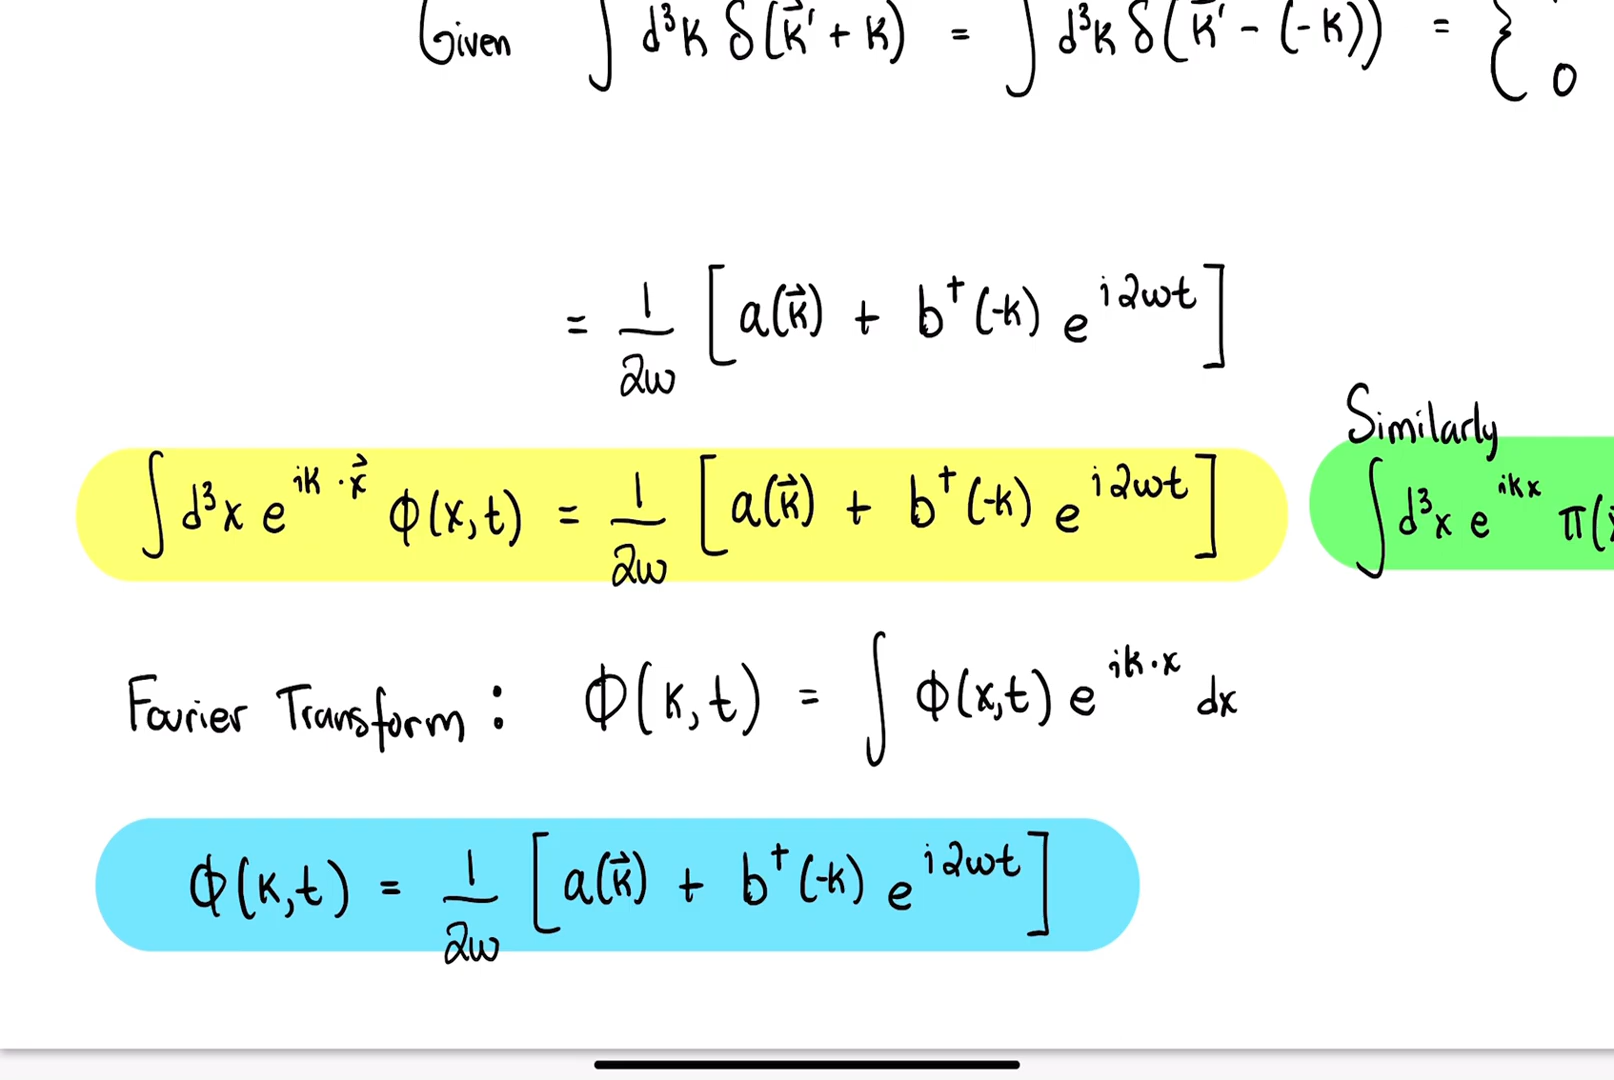 Given ∫ d³k δ(k⃗' + k) = ∫ d³k δ(k⃗' - (-k)) = { 0
= 1/2ω [a(k⃗) + b†(-k) e^{i2ωt}]
Similarly
∫ d³x e^{ik·x⃗} φ(x,t) = 1/2ω [a(k⃗) + b†(-k) e^{i2ωt}] ∫ d³x e^{ikx} π(
Fourier Transform : Φ(k,t) = ∫ φ(x,t) e^{ik·x} dx
Φ(k,t) = 1/2ω [a(k⃗) + b†(-k) e^{i2ωt}]